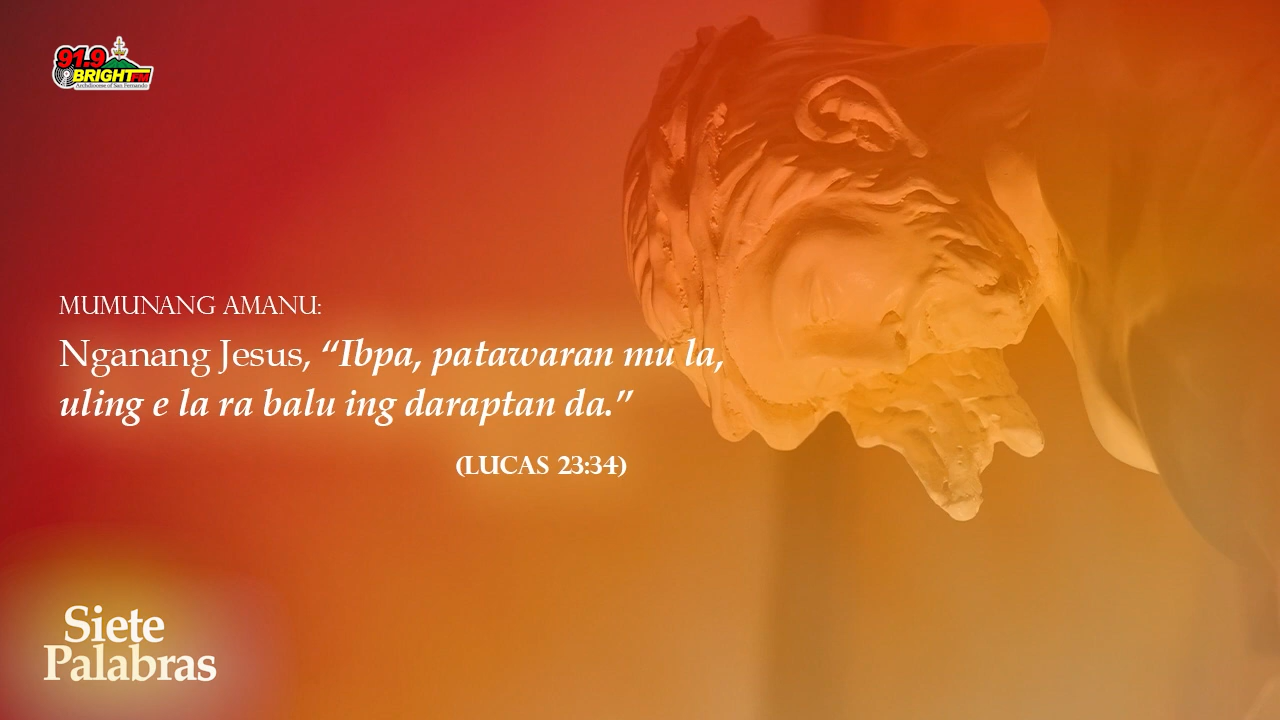 91.9
BRIGHT FM
Archdiocese of San Fernando
MUMUNANG AMANU:
Nganang Jesus, “Ibpa, patawaran mu la,
uling e la ra balu ing daraptan da.”
(LUCAS 23:34)
Siete
Palabras